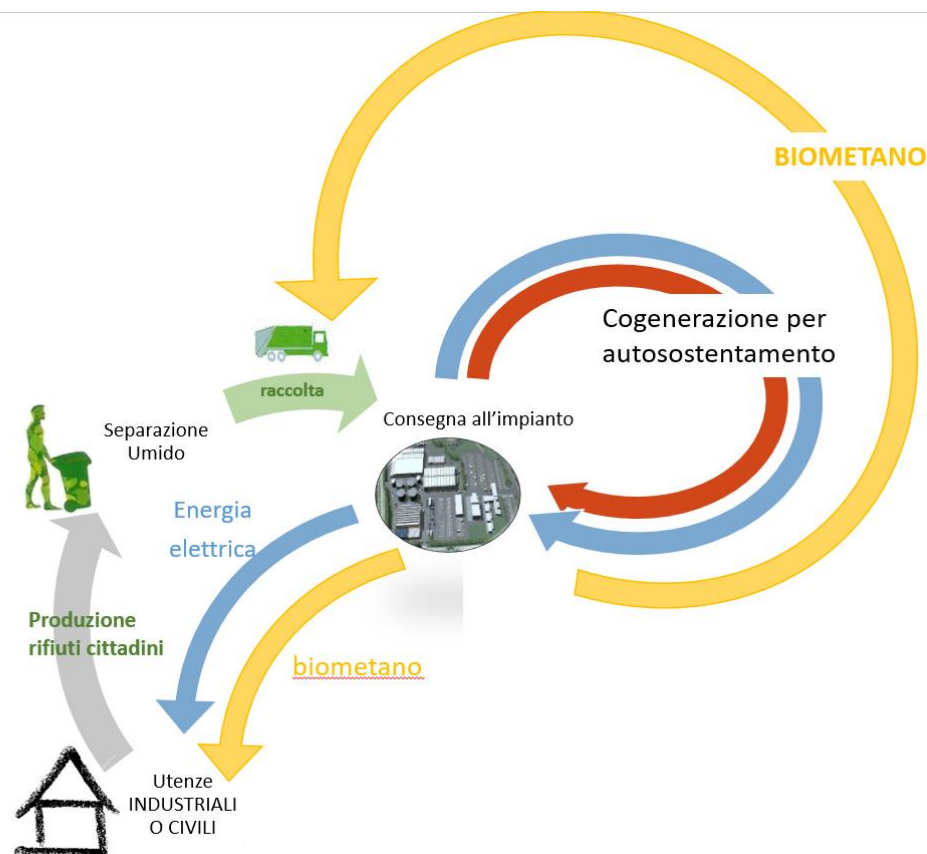 BIOMETANO
Cogenerazione per
autosostentamento
raccolta
Consegna all’impianto
Separazione
Umido
Energia
elettrica
Produzione
rifiuti cittadini
biometano
Utenze
INDUSTRIALI
O CIVILI